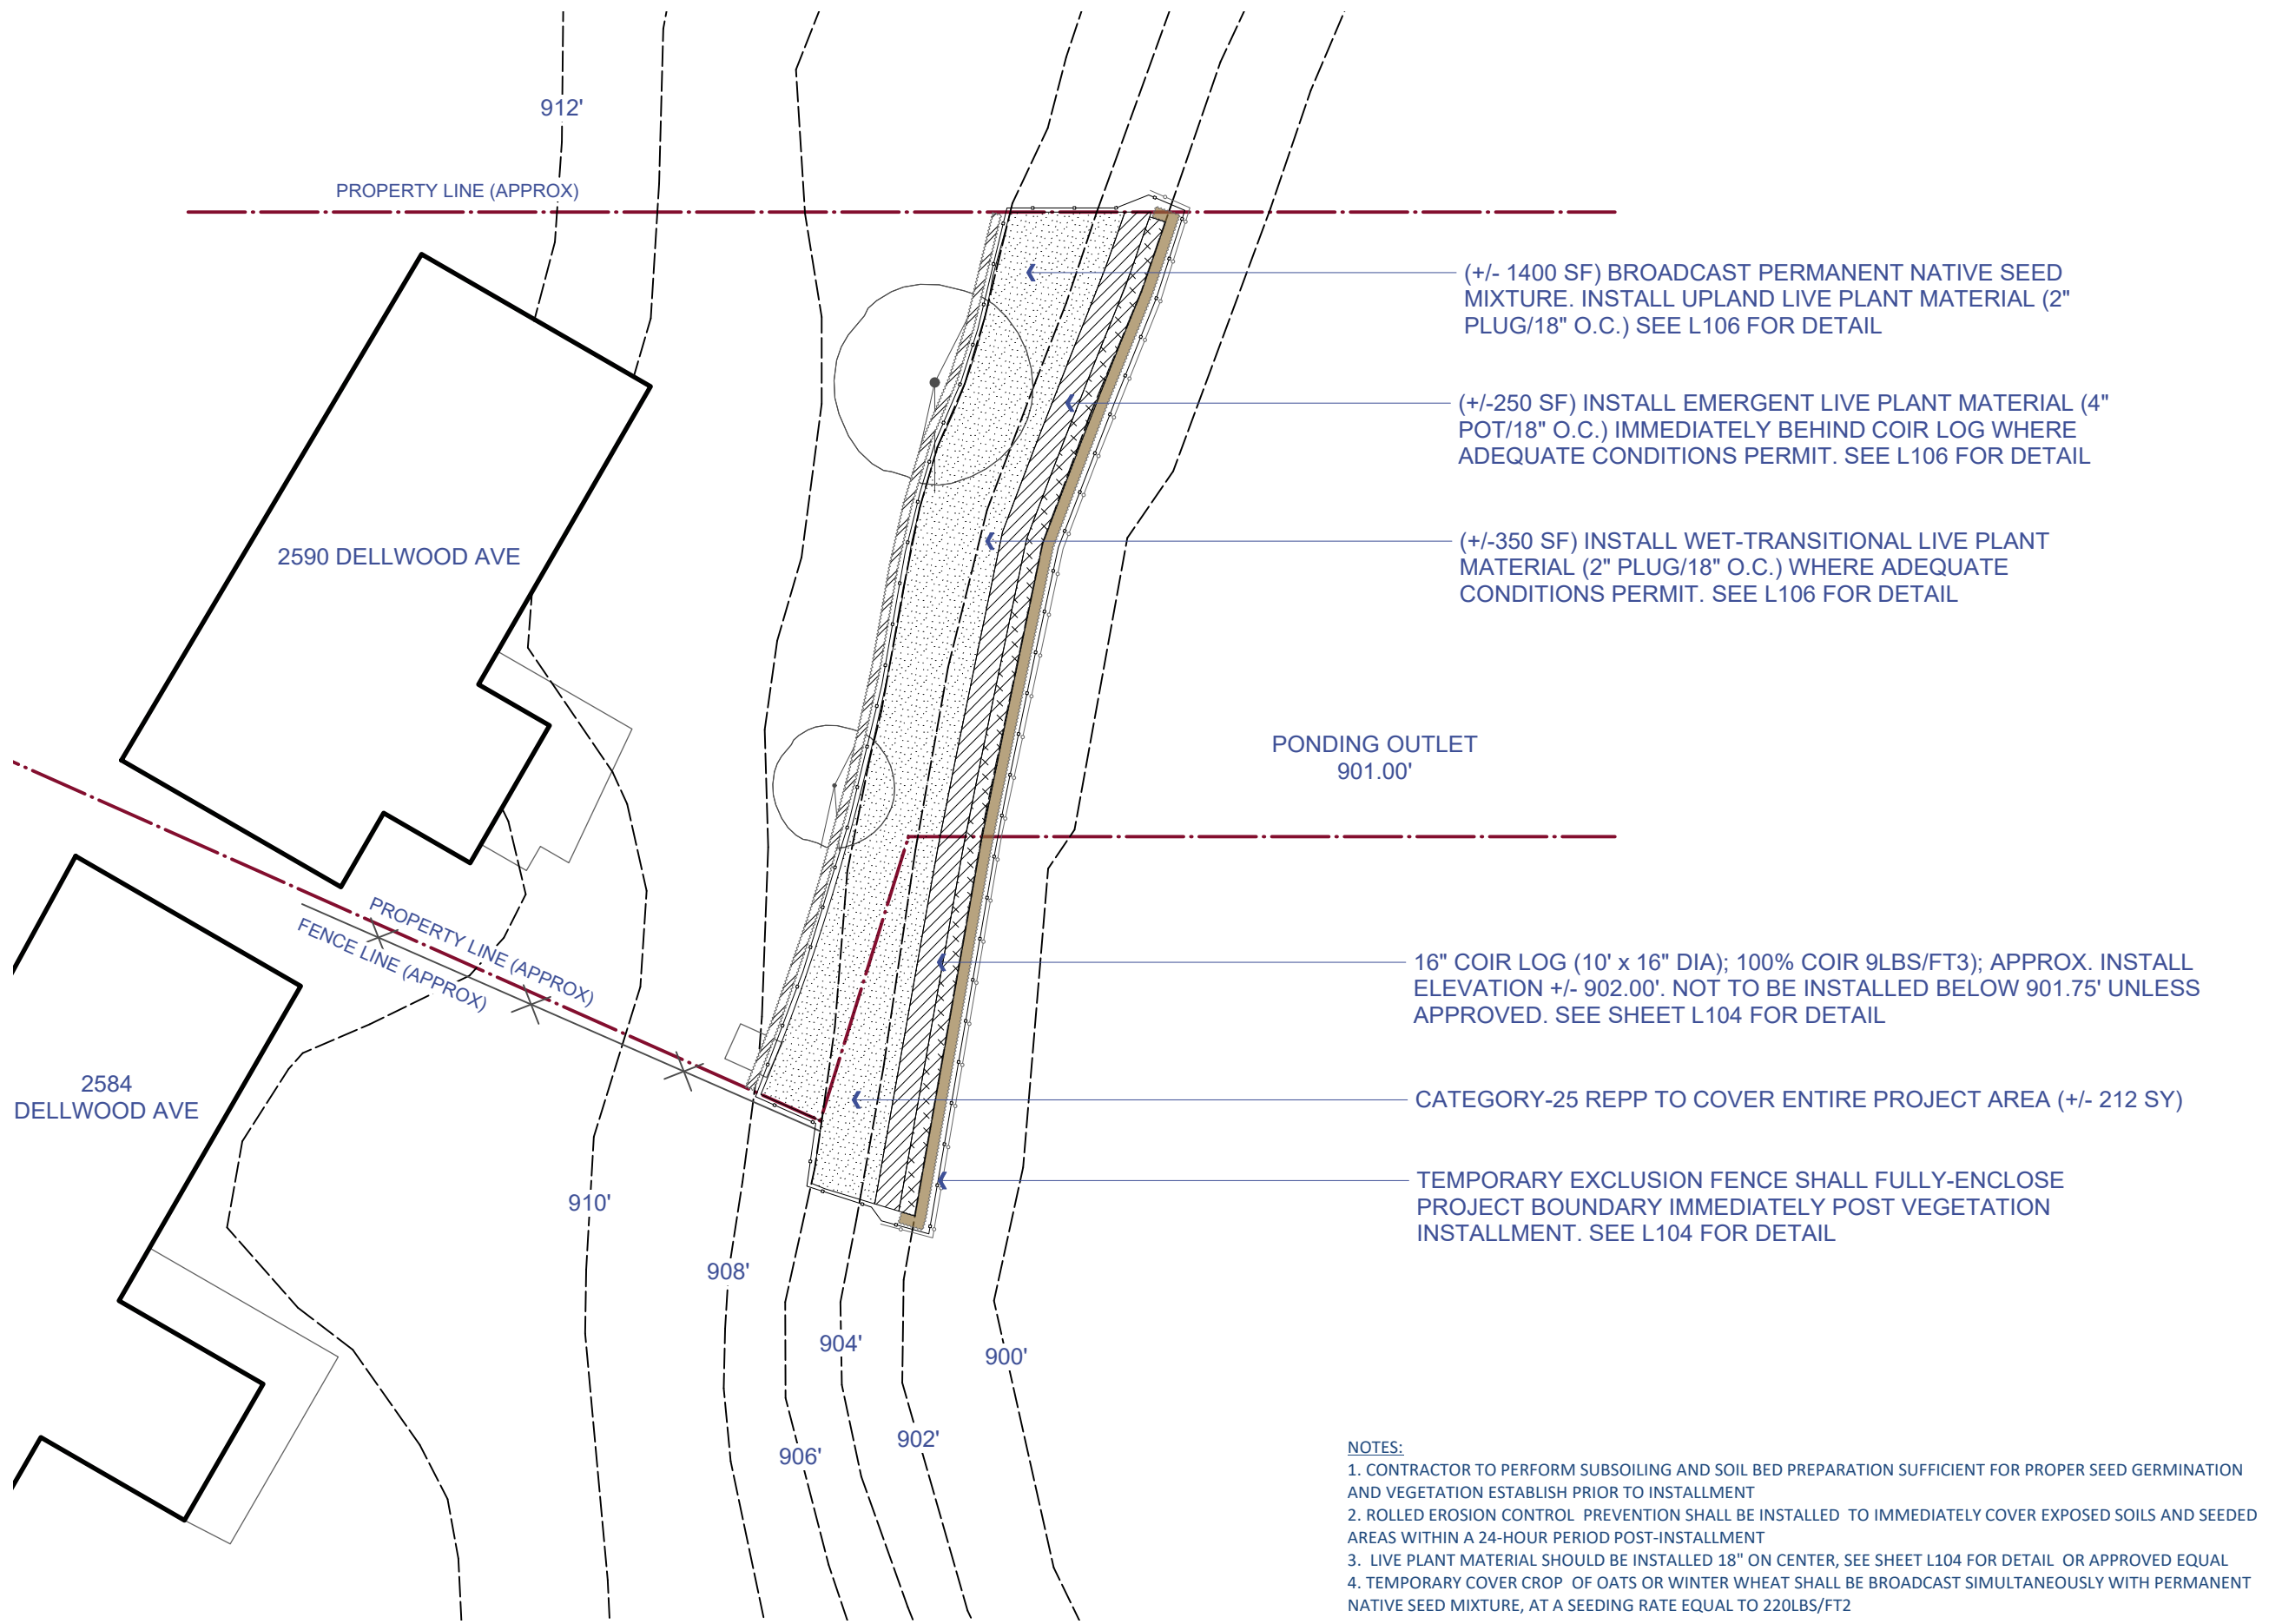 912'
PROPERTY LINE (APPROX)
(+/- 1400 SF) BROADCAST PERMANENT NATIVE SEED
MIXTURE. INSTALL UPLAND LIVE PLANT MATERIAL (2"
PLUG/18" O.C.) SEE L106 FOR DETAIL
(+/-250 SF) INSTALL EMERGENT LIVE PLANT MATERIAL (4"
POT/18" O.C.) IMMEDIATELY BEHIND COIR LOG WHERE
ADEQUATE CONDITIONS PERMIT. SEE L106 FOR DETAIL
(+/-350 SF) INSTALL WET-TRANSITIONAL LIVE PLANT
MATERIAL (2" PLUG/18" O.C.) WHERE ADEQUATE
CONDITIONS PERMIT. SEE L106 FOR DETAIL
2590 DELLWOOD AVE
PONDING OUTLET
901.00'
PROPERTY LINE (APPROX)
FENCE LINE (APPROX)
16" COIR LOG (10' x 16" DIA); 100% COIR 9LBS/FT3); APPROX. INSTALL
ELEVATION +/- 902.00'. NOT TO BE INSTALLED BELOW 901.75' UNLESS
APPROVED. SEE SHEET L104 FOR DETAIL
2584
DELLWOOD AVE
CATEGORY-25 REPP TO COVER ENTIRE PROJECT AREA (+/- 212 SY)
TEMPORARY EXCLUSION FENCE SHALL FULLY-ENCLOSE
PROJECT BOUNDARY IMMEDIATELY POST VEGETATION
INSTALLMENT. SEE L104 FOR DETAIL
910'
908'
904'
900'
902'
906'
NOTES:
1. CONTRACTOR TO PERFORM SUBSOILING AND SOIL BED PREPARATION SUFFICIENT FOR PROPER SEED GERMINATION
AND VEGETATION ESTABLISH PRIOR TO INSTALLMENT
2. ROLLED EROSION CONTROL PREVENTION SHALL BE INSTALLED TO IMMEDIATELY COVER EXPOSED SOILS AND SEEDED
AREAS WITHIN A 24-HOUR PERIOD POST-INSTALLMENT
3. LIVE PLANT MATERIAL SHOULD BE INSTALLED 18" ON CENTER, SEE SHEET L104 FOR DETAIL OR APPROVED EQUAL
4. TEMPORARY COVER CROP OF OATS OR WINTER WHEAT SHALL BE BROADCAST SIMULTANEOUSLY WITH PERMANENT
NATIVE SEED MIXTURE, AT A SEEDING RATE EQUAL TO 220LBS/FT2